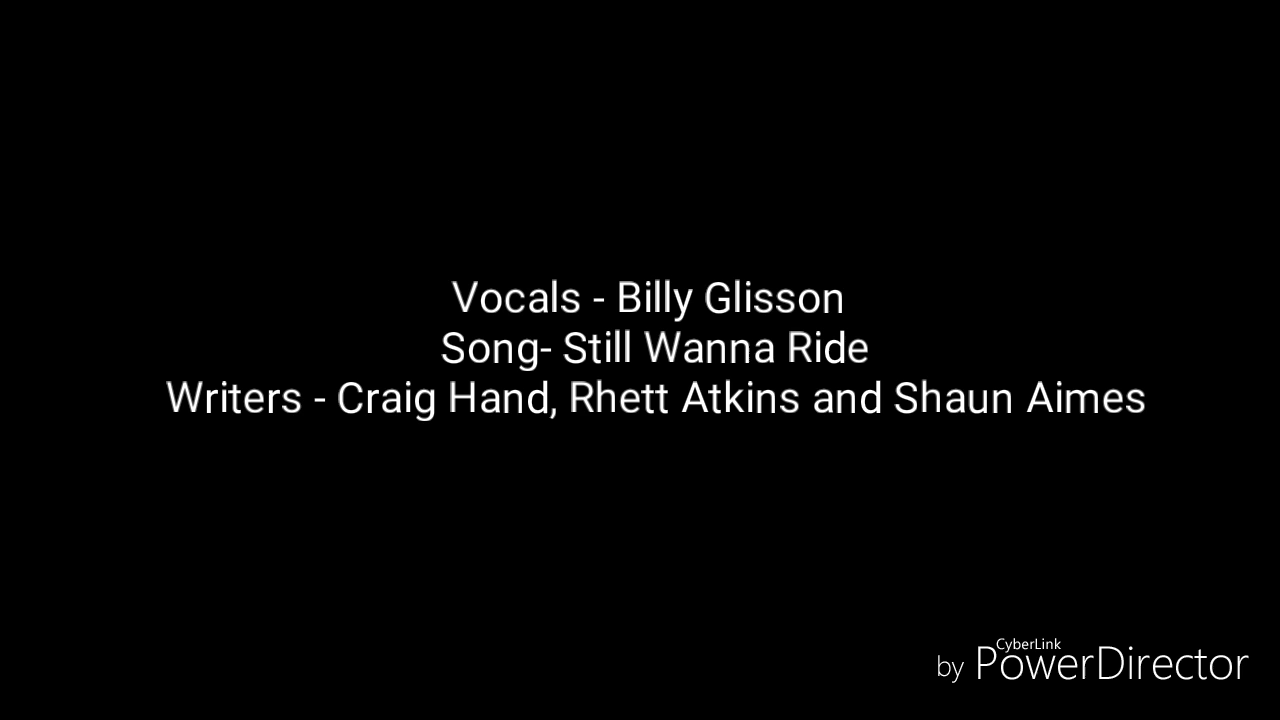 Vocals - Billy Glisson
Song- Still Wanna Ride
Writers - Craig Hand, Rhett Atkins and Shaun Aimes
CyberLink
by PowerDirector